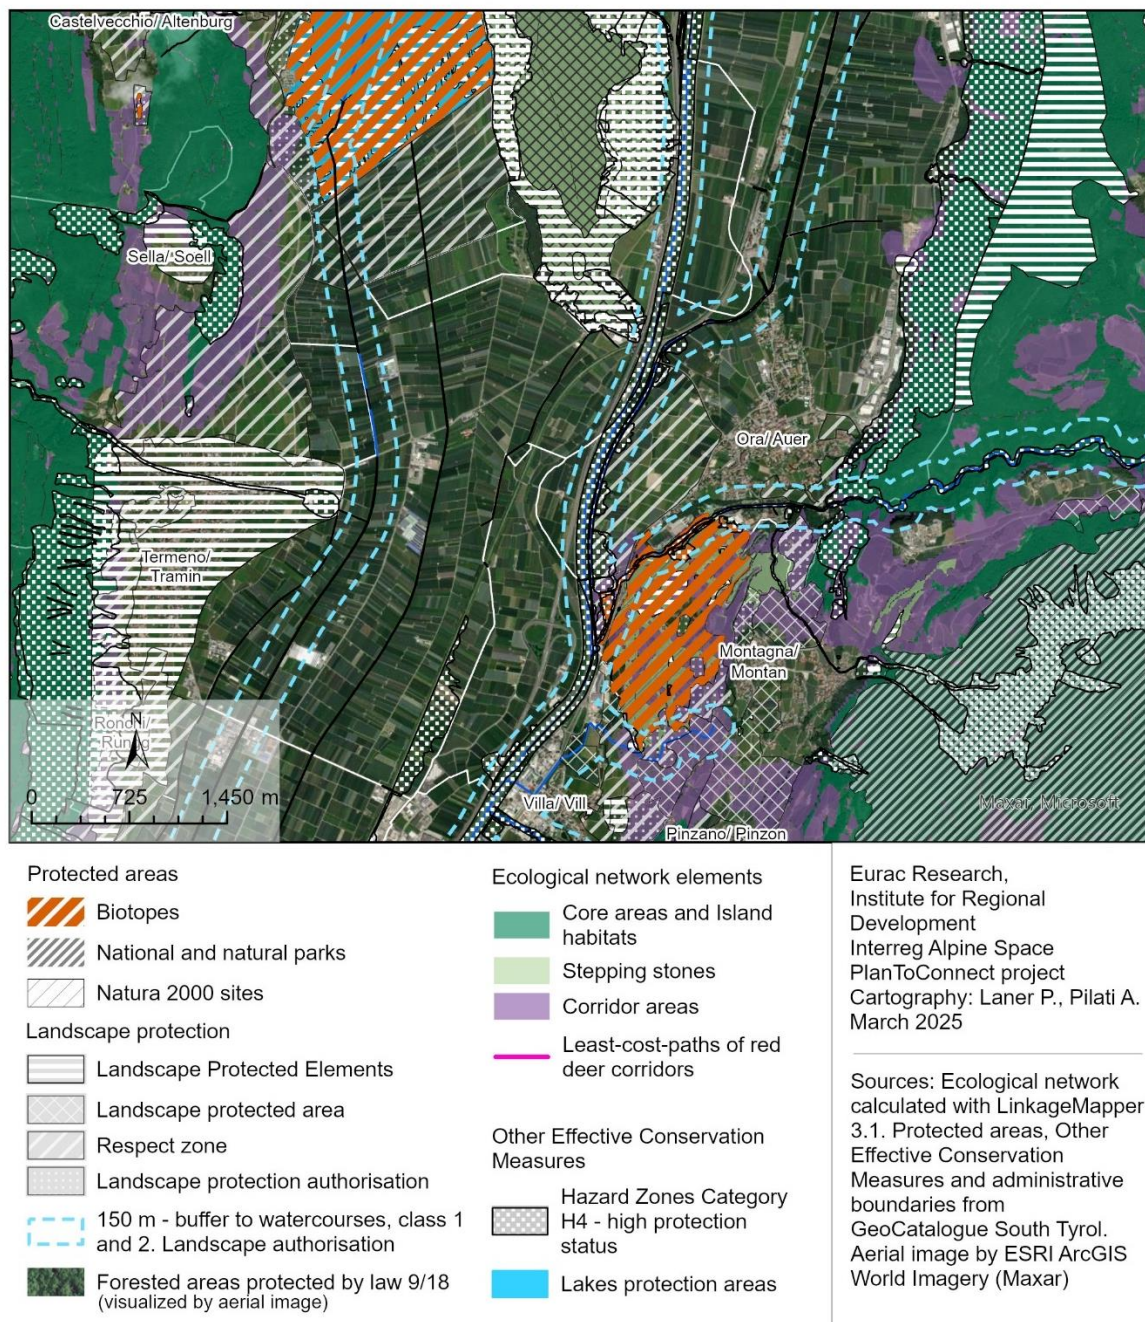 Castelvecchio/ Altenburg
Sella/ Soell
Ora/ Auer
Termeno/
Tramin
Montagna/
Montan
Ronchi/
Rungg
N
0 725 1,450 m
Villa/ Vill
Maxar, Microsoft
Pinzano/ Pinzon
Protected areas
Biotopes
National and natural parks
Natura 2000 sites
Landscape protection
Landscape Protected Elements
Landscape protected area
Respect zone
Landscape protection authorisation
150 m - buffer to watercourses, class 1
and 2. Landscape authorisation
Forested areas protected by law 9/18
(visualized by aerial image)
Ecological network elements
Core areas and Island
habitats
Stepping stones
Corridor areas
Least-cost-paths of red
deer corridors
Other Effective Conservation
Measures
Hazard Zones Category
H4 - high protection
status
Lakes protection areas
Eurac Research,
Institute for Regional
Development
Interreg Alpine Space
PlanToConnect project
Cartography: Laner P., Pilati A.
March 2025
Sources: Ecological network
calculated with LinkageMapper
3.1. Protected areas, Other
Effective Conservation
Measures and administrative
boundaries from
GeoCatalogue South Tyrol.
Aerial image by ESRI ArcGIS
World Imagery (Maxar)